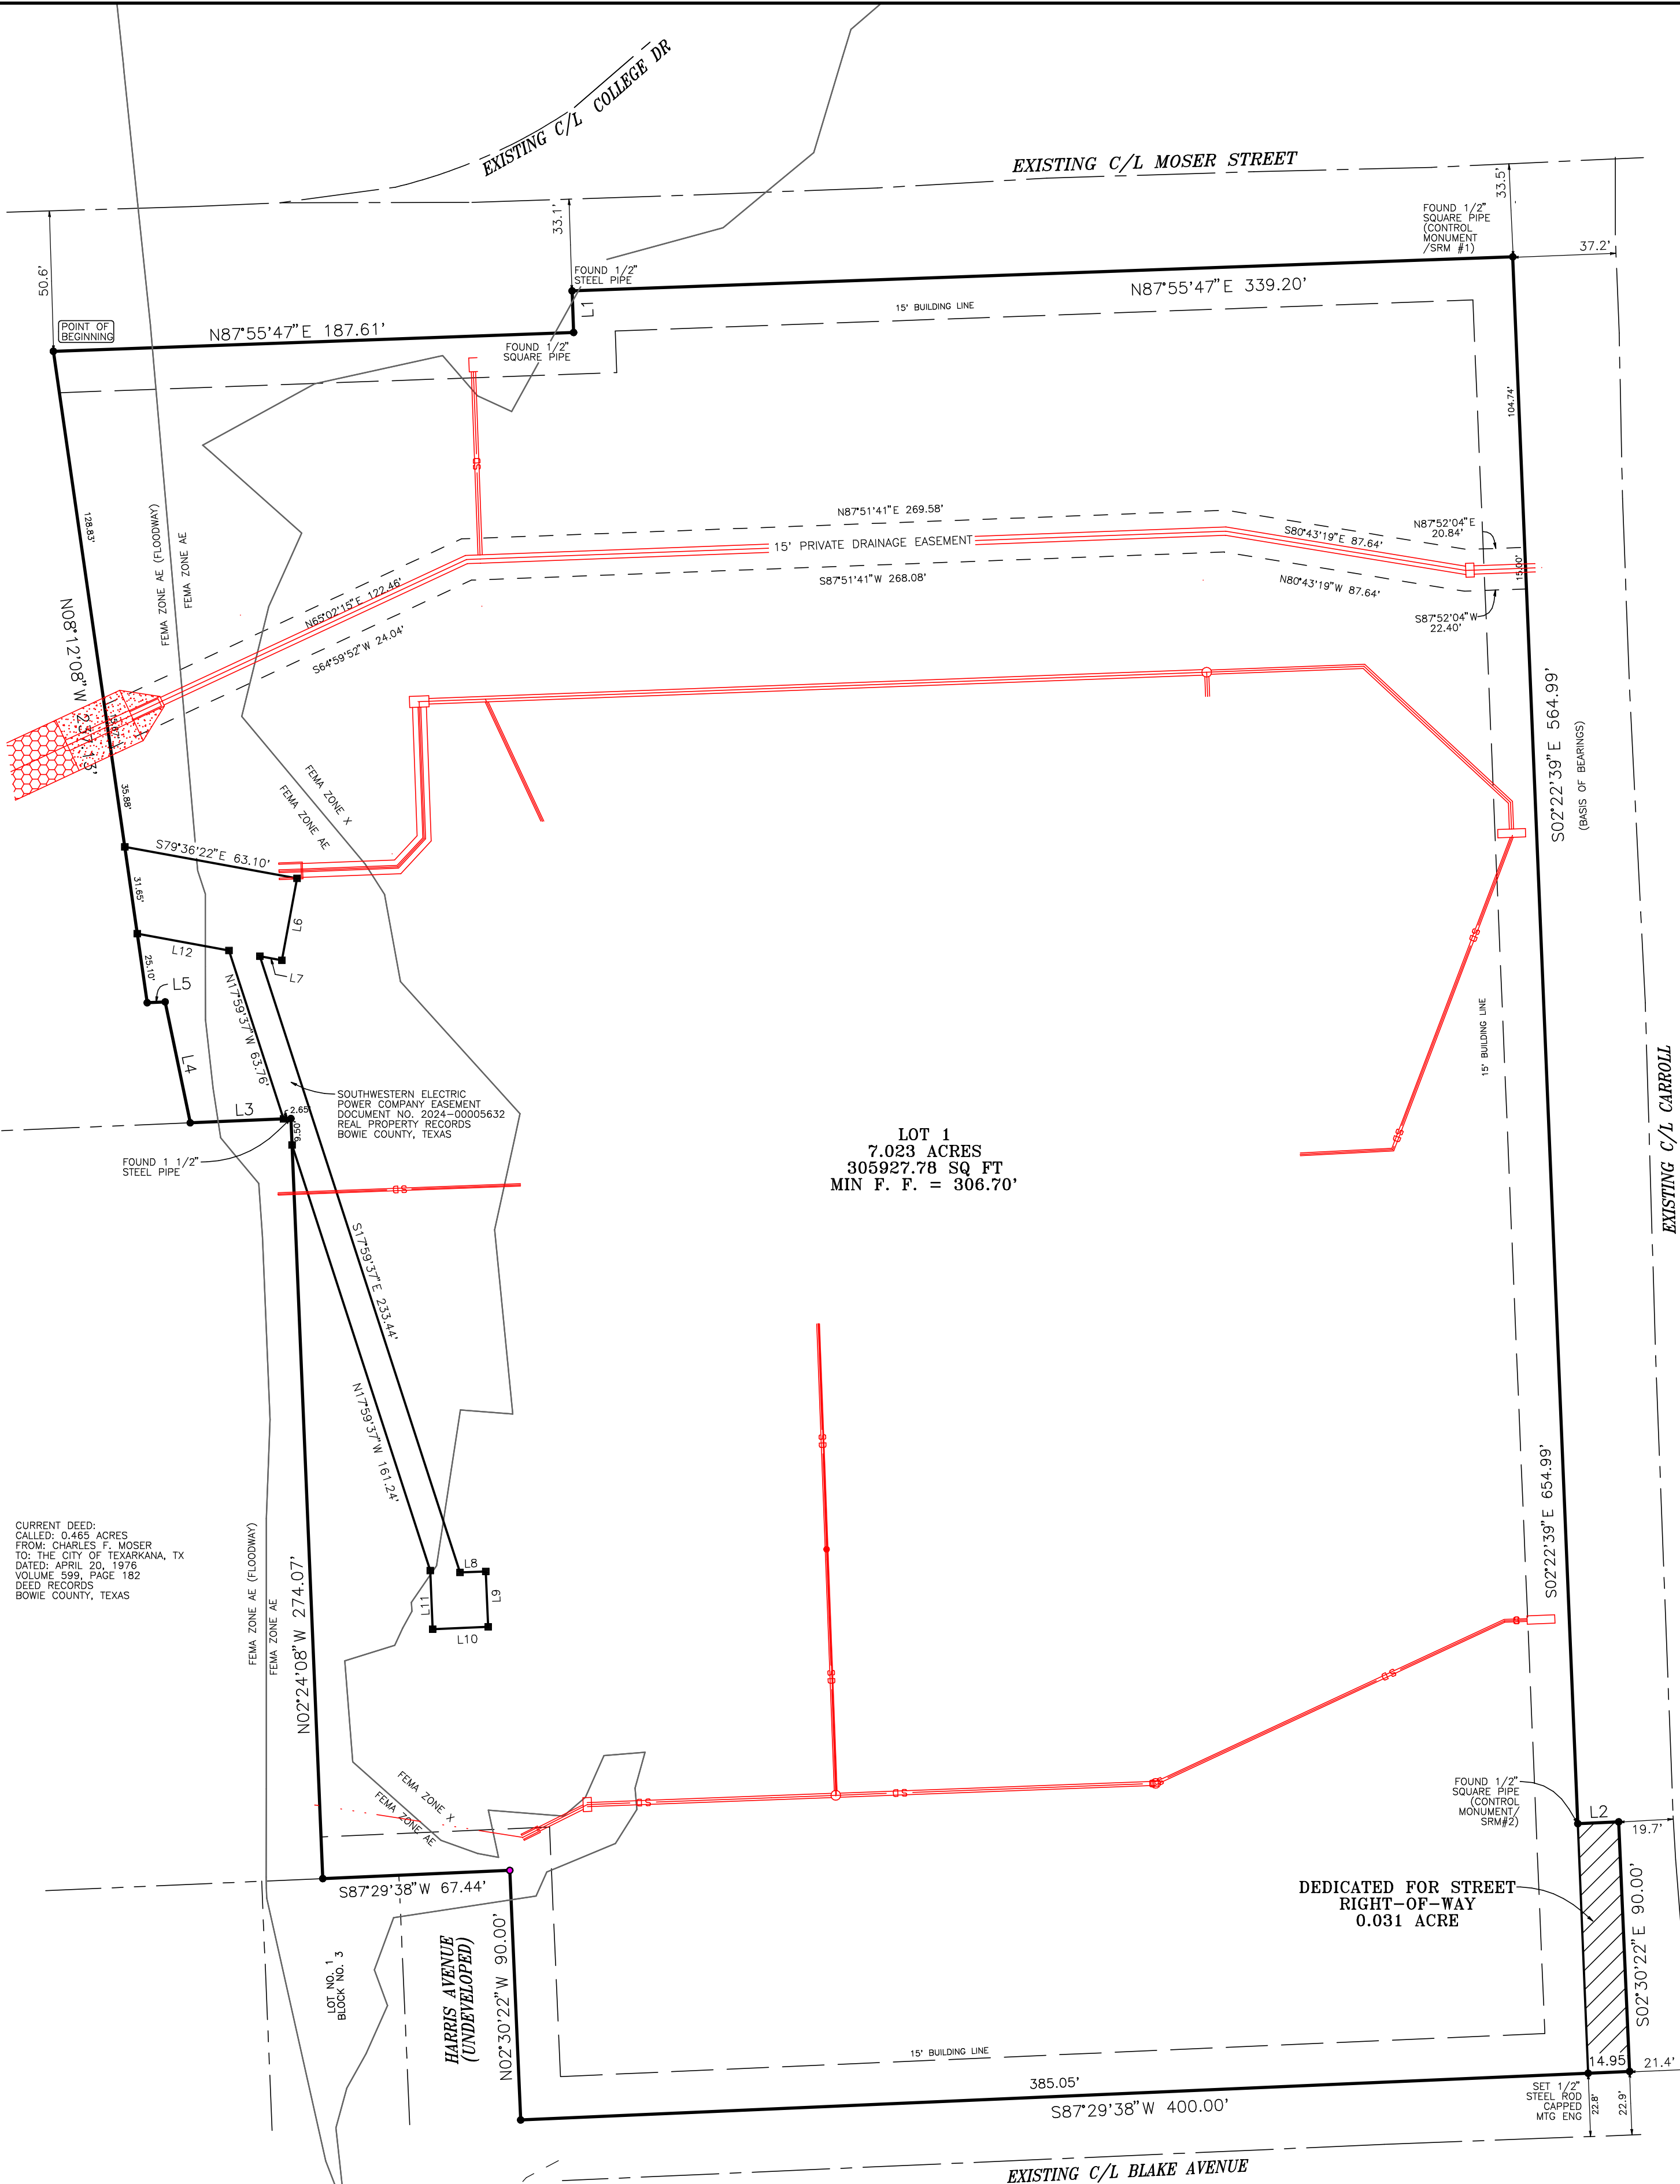 EXISTING C/L COLLEGE DR
EXISTING C/L MOSER STREET
50.6'
33.1'
33.5'
37.2'
FOUND 1/2"
SQUARE PIPE
(CONTROL
MONUMENT
/SRM #1)
FOUND 1/2"
STEEL PIPE
L1
N87°55'47"E 339.20'
15' BUILDING LINE
POINT OF
BEGINNING
N87°55'47"E 187.61'
FOUND 1/2"
SQUARE PIPE
104.74'
SD
128.83'
FEMA ZONE AE (FLOODWAY)
FEMA ZONE AE
N87°51'41"E 269.58'
15' PRIVATE DRAINAGE EASEMENT
S87°51'41"W 268.08'
S80°43'19"E 87.64'
N80°43'19"W 87.64'
N87°52'04"E
20.84'
15.00'
S87°52'04"W
22.40'
N65°02'15"E 122.46'
S64°59'52"W 24.04'
N08°12'08"W 237.13'
35.88'
FEMA ZONE X
FEMA ZONE AE
S02°22'39"E 564.99'
(BASIS OF BEARINGS)
S79°36'22"E 63.10'
31.65'
L6
L12
L7
25.10'
L5
N17°59'37"W 63.76'
SD
L4
L3
2.65'
9.50'
SOUTHWESTERN ELECTRIC
POWER COMPANY EASEMENT
DOCUMENT NO. 2024-00005632
REAL PROPERTY RECORDS
BOWIE COUNTY, TEXAS
15' BUILDING LINE
EXISTING C/L CARROLL
FOUND 1 1/2"
STEEL PIPE
SD
SD
LOT 1
7.023 ACRES
305927.78 SQ FT
MIN F. F. = 306.70'
S17°59'37"E 233.44'
N17°59'37"W 161.24'
SD
S02°22'39"E 654.99'
CURRENT DEED:
CALLED: 0.465 ACRES
FROM: CHARLES F. MOSER
TO: THE CITY OF TEXARKANA, TX
DATED: APRIL 20, 1976
VOLUME 599, PAGE 182
DEED RECORDS
BOWIE COUNTY, TEXAS
FEMA ZONE AE (FLOODWAY)
FEMA ZONE AE
N02°24'08"W 274.07'
L8
L9
L11
L10
SD
SD
FEMA ZONE X
FEMA ZONE AE
SD
SD
FOUND 1/2"
SQUARE PIPE
(CONTROL
MONUMENT/
SRM#2)
L2
19.7'
S87°29'38"W 67.44'
DEDICATED FOR STREET
RIGHT-OF-WAY
0.031 ACRE
S02°30'22"E 90.00'
LOT NO. 1
BLOCK NO. 3
HARRIS AVENUE
(UNDEVELOPED)
N02°30'22"W 90.00'
15' BUILDING LINE
385.05'
S87°29'38"W 400.00'
14.95
21.4'
SET 1/2"
STEEL ROD
CAPPED
MTG ENG
22.8'
22.9'
EXISTING C/L BLAKE AVENUE